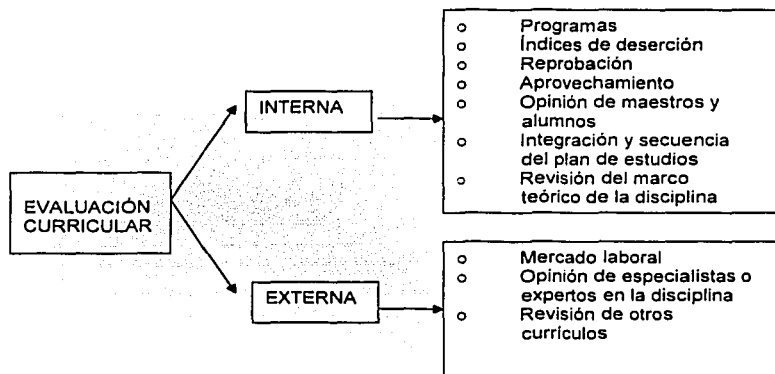 EVALUACIÓN
CURRICULAR
INTERNA
o Programas
o Índices de deserción
o Reprobación
o Aprovechamiento
o Opinión de maestros y
alumnos
o Integración y secuencia
del plan de estudios
o Revisión del marco
teórico de la disciplina
EXTERNA
o Mercado laboral
o Opinión de especialistas o
expertos en la disciplina
o Revisión de otros
currículos